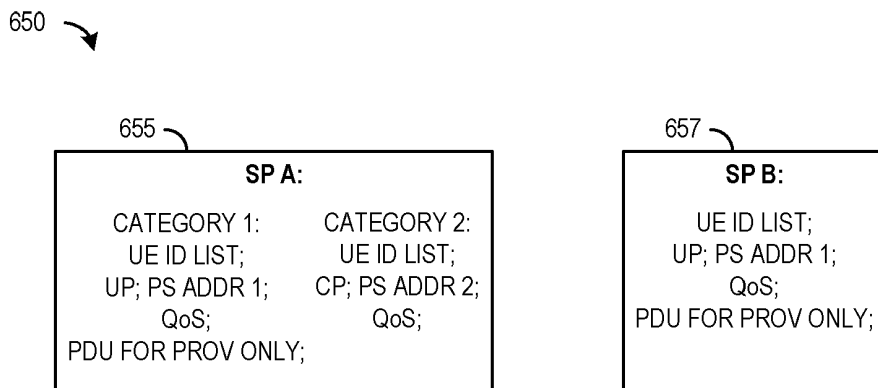 650
655
SP A:
CATEGORY 1:
UE ID LIST;
UP; PS ADDR 1;
QoS;
PDU FOR PROV ONLY;
CATEGORY 2:
UE ID LIST;
CP; PS ADDR 2;
QoS;
657
SP B:
UE ID LIST;
UP; PS ADDR 1;
QoS;
PDU FOR PROV ONLY;